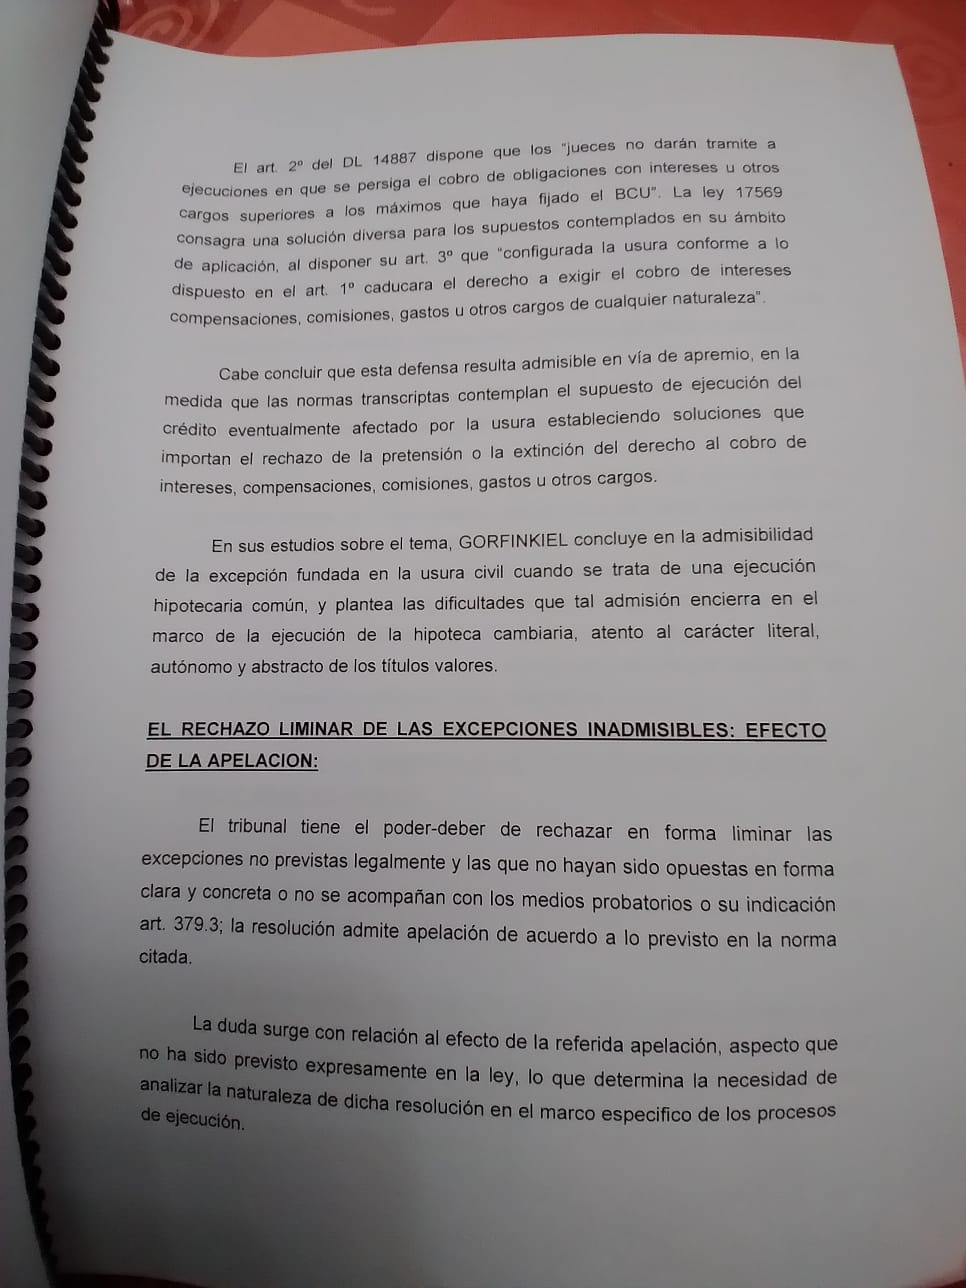 El art. 2º del DL 14887 dispone que los "jueces no darán tramite a
ejecuciones en que se persiga el cobro de obligaciones con intereses u otros
cargos superiores a los máximos que haya fijado el BCU". La ley 17569
consagra una solución diversa para los supuestos contemplados en su ámbito
de aplicación, al disponer su art. 3º que "configurada la usura conforme a lo
dispuesto en el art. 1º caducara el derecho a exigir el cobro de intereses
compensaciones, comisiones, gastos u otros cargos de cualquier naturaleza".
Cabe concluir que esta defensa resulta admisible en vía de apremio, en la
medida que las normas transcriptas contemplan el supuesto de ejecución del
crédito eventualmente afectado por la usura estableciendo soluciones que
importan el rechazo de la pretensión o la extinción del derecho al cobro de
intereses, compensaciones, comisiones, gastos u otros cargos.
En sus estudios sobre el tema, GORFINKIEL concluye en la admisibilidad
de la excepción fundada en la usura civil cuando se trata de una ejecución
hipotecaria común, y plantea las dificultades que tal admisión encierra en el
marco de la ejecución de la hipoteca cambiaria, atento al carácter literal,
autónomo y abstracto de los títulos valores.
EL RECHAZO LIMINAR DE LAS EXCEPCIONES INADMISIBLES: EFECTO
DE LA APELACION:
El tribunal tiene el poder-deber de rechazar en forma liminar las
excepciones no previstas legalmente y las que no hayan sido opuestas en forma
clara y concreta o no se acompañan con los medios probatorios o su indicación
art. 379.3; la resolución admite apelación de acuerdo a lo previsto en la norma
citada.
La duda surge con relación al efecto de la referida apelación, aspecto que
no ha sido previsto expresamente en la ley, lo que determina la necesidad de
analizar la naturaleza de dicha resolución en el marco especifico de los procesos
de ejecución.